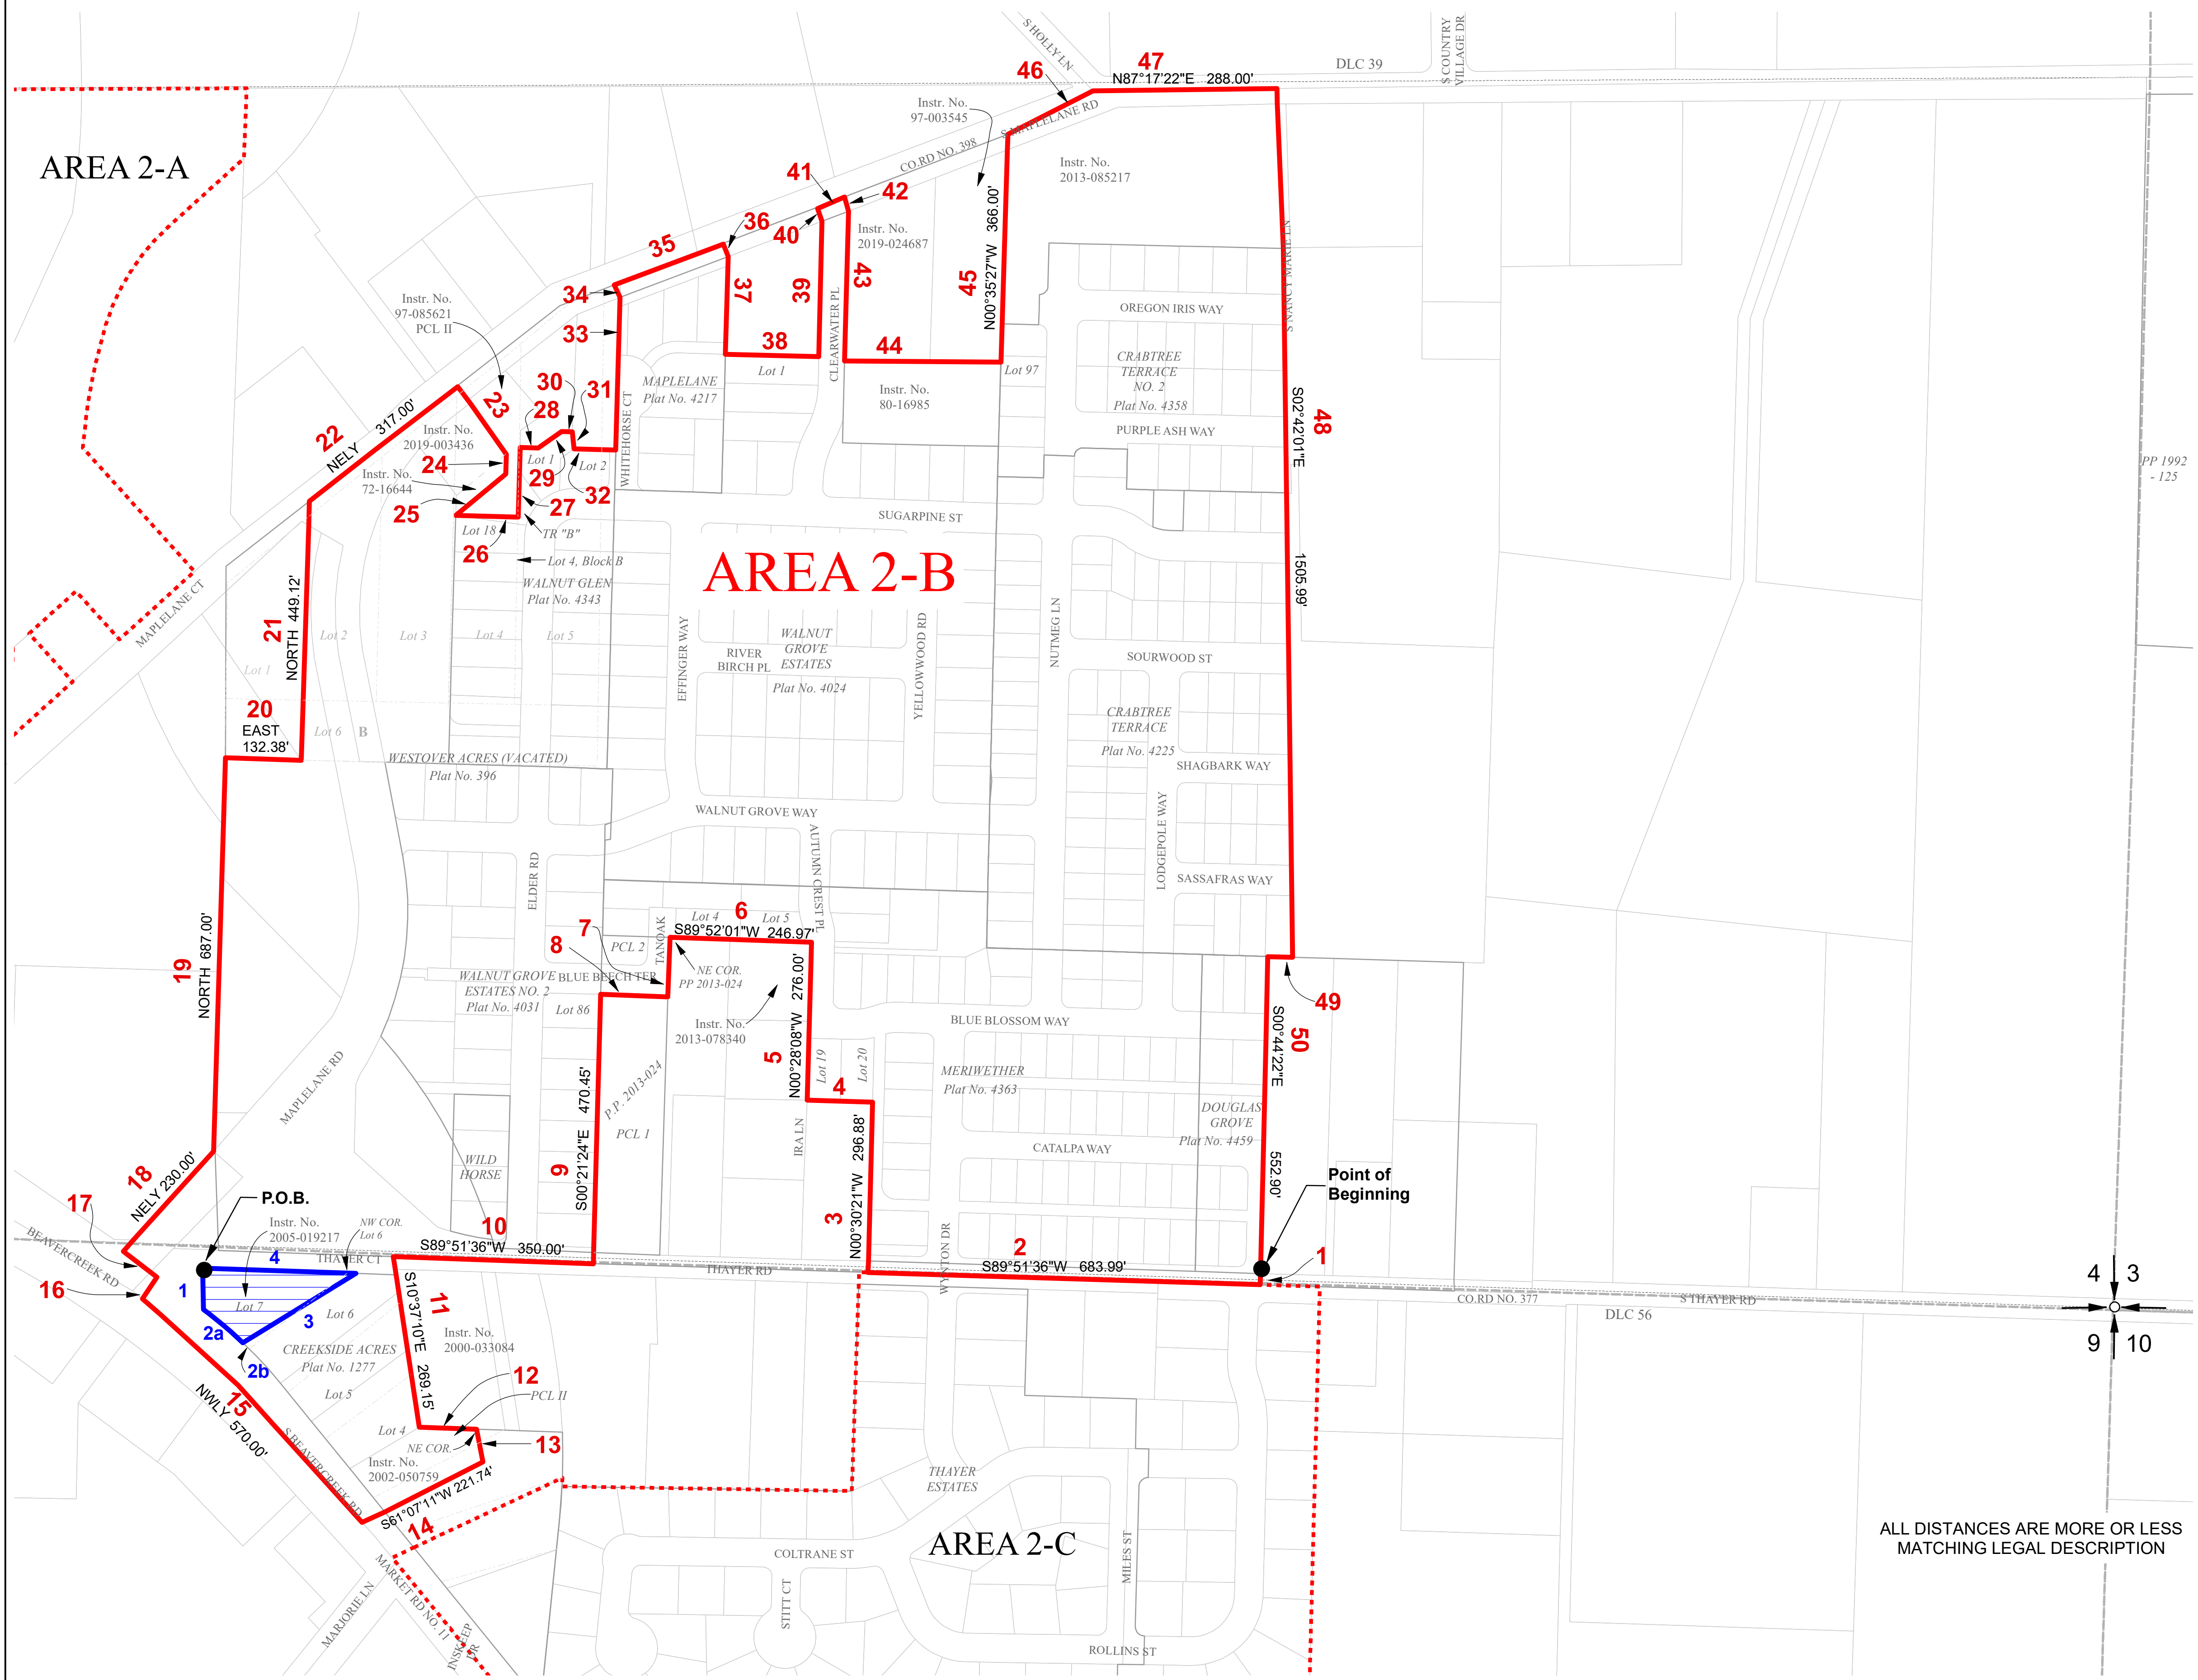 S HOLLY LN
47
N87°17'22"E 288.00'
46
DLC 39
S COUNTRY
VILLAGE DR
AREA 2-A
Instr. No.
97-003545
S MAPLELANE RD
CO.RD NO. 398
Instr. No.
2013-085217
41
42
36
40
35
Instr. No.
2019-024687
45
N00°35'27"W 366.00'
S NANCY MARIE LN
34
37
39
43
CLEARWATER PL
Instr. No.
97-085621
PCL II
33
38
44
OREGON IRIS WAY
Lot 1
Lot 97
CRABTREE
TERRACE
NO. 2
Plat No. 4358
MAPLELANE
Plat No. 4217
Instr. No.
80-16985
30
31
23
28
22
NELY 317.00'
Instr. No.
2019-003436
PURPLE ASH WAY
48
S02°42'01"E
1505.99'
24
Lot 1
Lot 2
29
32
WHITEHORSE CT
Instr. No.
72-16644
PP 1992
- 125
25
27
26
Lot 18
TR "B"
SUGARPINE ST
Lot 4, Block B
WALNUT GLEN
Plat No. 4343
AREA 2-B
MAPLELANE CT
21
NORTH 449.12'
Lot 2
Lot 3
Lot 4
Lot 5
Lot 1
EFFINGER WAY
RIVER
BIRCH PL
WALNUT
GROVE
ESTATES
Plat No. 4024
YELLOWWOOD RD
NUTMEG LN
SOURWOOD ST
20
EAST
132.38'
Lot 6
B
CRABTREE
TERRACE
Plat No. 4225
WESTOVER ACRES (VACATED)
Plat No. 396
SHAGBARK WAY
WALNUT GROVE WAY
AUTUMN CREST PL
LODGEPOLE WAY
SASSAFRAS WAY
ELDER RD
19
NORTH 687.00'
6
Lot 4
Lot 5
S89°52'01"W 246.97'
7
8
PCL 2
TANOAK
NE COR.
PP 2013-024
BLUE BEECH TER
WALNUT GROVE
ESTATES NO. 2
Plat No. 4031
Lot 86
Instr. No.
2013-078340
5
N00°28'08"W 276.00'
49
BLUE BLOSSOM WAY
50
S00°44'22"E
552.90'
Lot 19
Lot 20
4
MERIWETHER
Plat No. 4363
P.P. 2013-024
PCL 1
DOUGLAS
GROVE
Plat No. 4459
MAPLELANE RD
IRA LN
CATALPA WAY
WILD
HORSE
9
S00°21'24"E 470.45'
3
N00°30'21"W 296.88'
Point of
Beginning
18
NELY 230.00'
17
P.O.B.
Instr. No.
2005-019217
NW COR.
Lot 6
10
S89°51'36"W 350.00'
BEAVERCREEK RD
4
THAYER CT
THAYER RD
WYNTON DR
2
S89°51'36"W 683.99'
1
4
3
9
10
16
1
Lot 7
2a
2b
3
Lot 6
CO.RD NO. 377
S THAYER RD
DLC 56
CREEKSIDE ACRES
Plat No. 1277
11
S10°37'10"E 269.15'
Instr. No.
2000-033084
12
PCL II
Lot 5
15
NWLY 570.00'
S BEAVERCREEK RD
Lot 4
NE COR.
13
Instr. No.
2002-050759
S61°07'11"W 221.74'
14
THAYER
ESTATES
AREA 2-C
ALL DISTANCES ARE MORE OR LESS
MATCHING LEGAL DESCRIPTION
COLTRANE ST
MILES ST
STITT CT
MARKET RD NO. 11
MARJORIE LN
INSKEEP
DR
ROLLINS ST